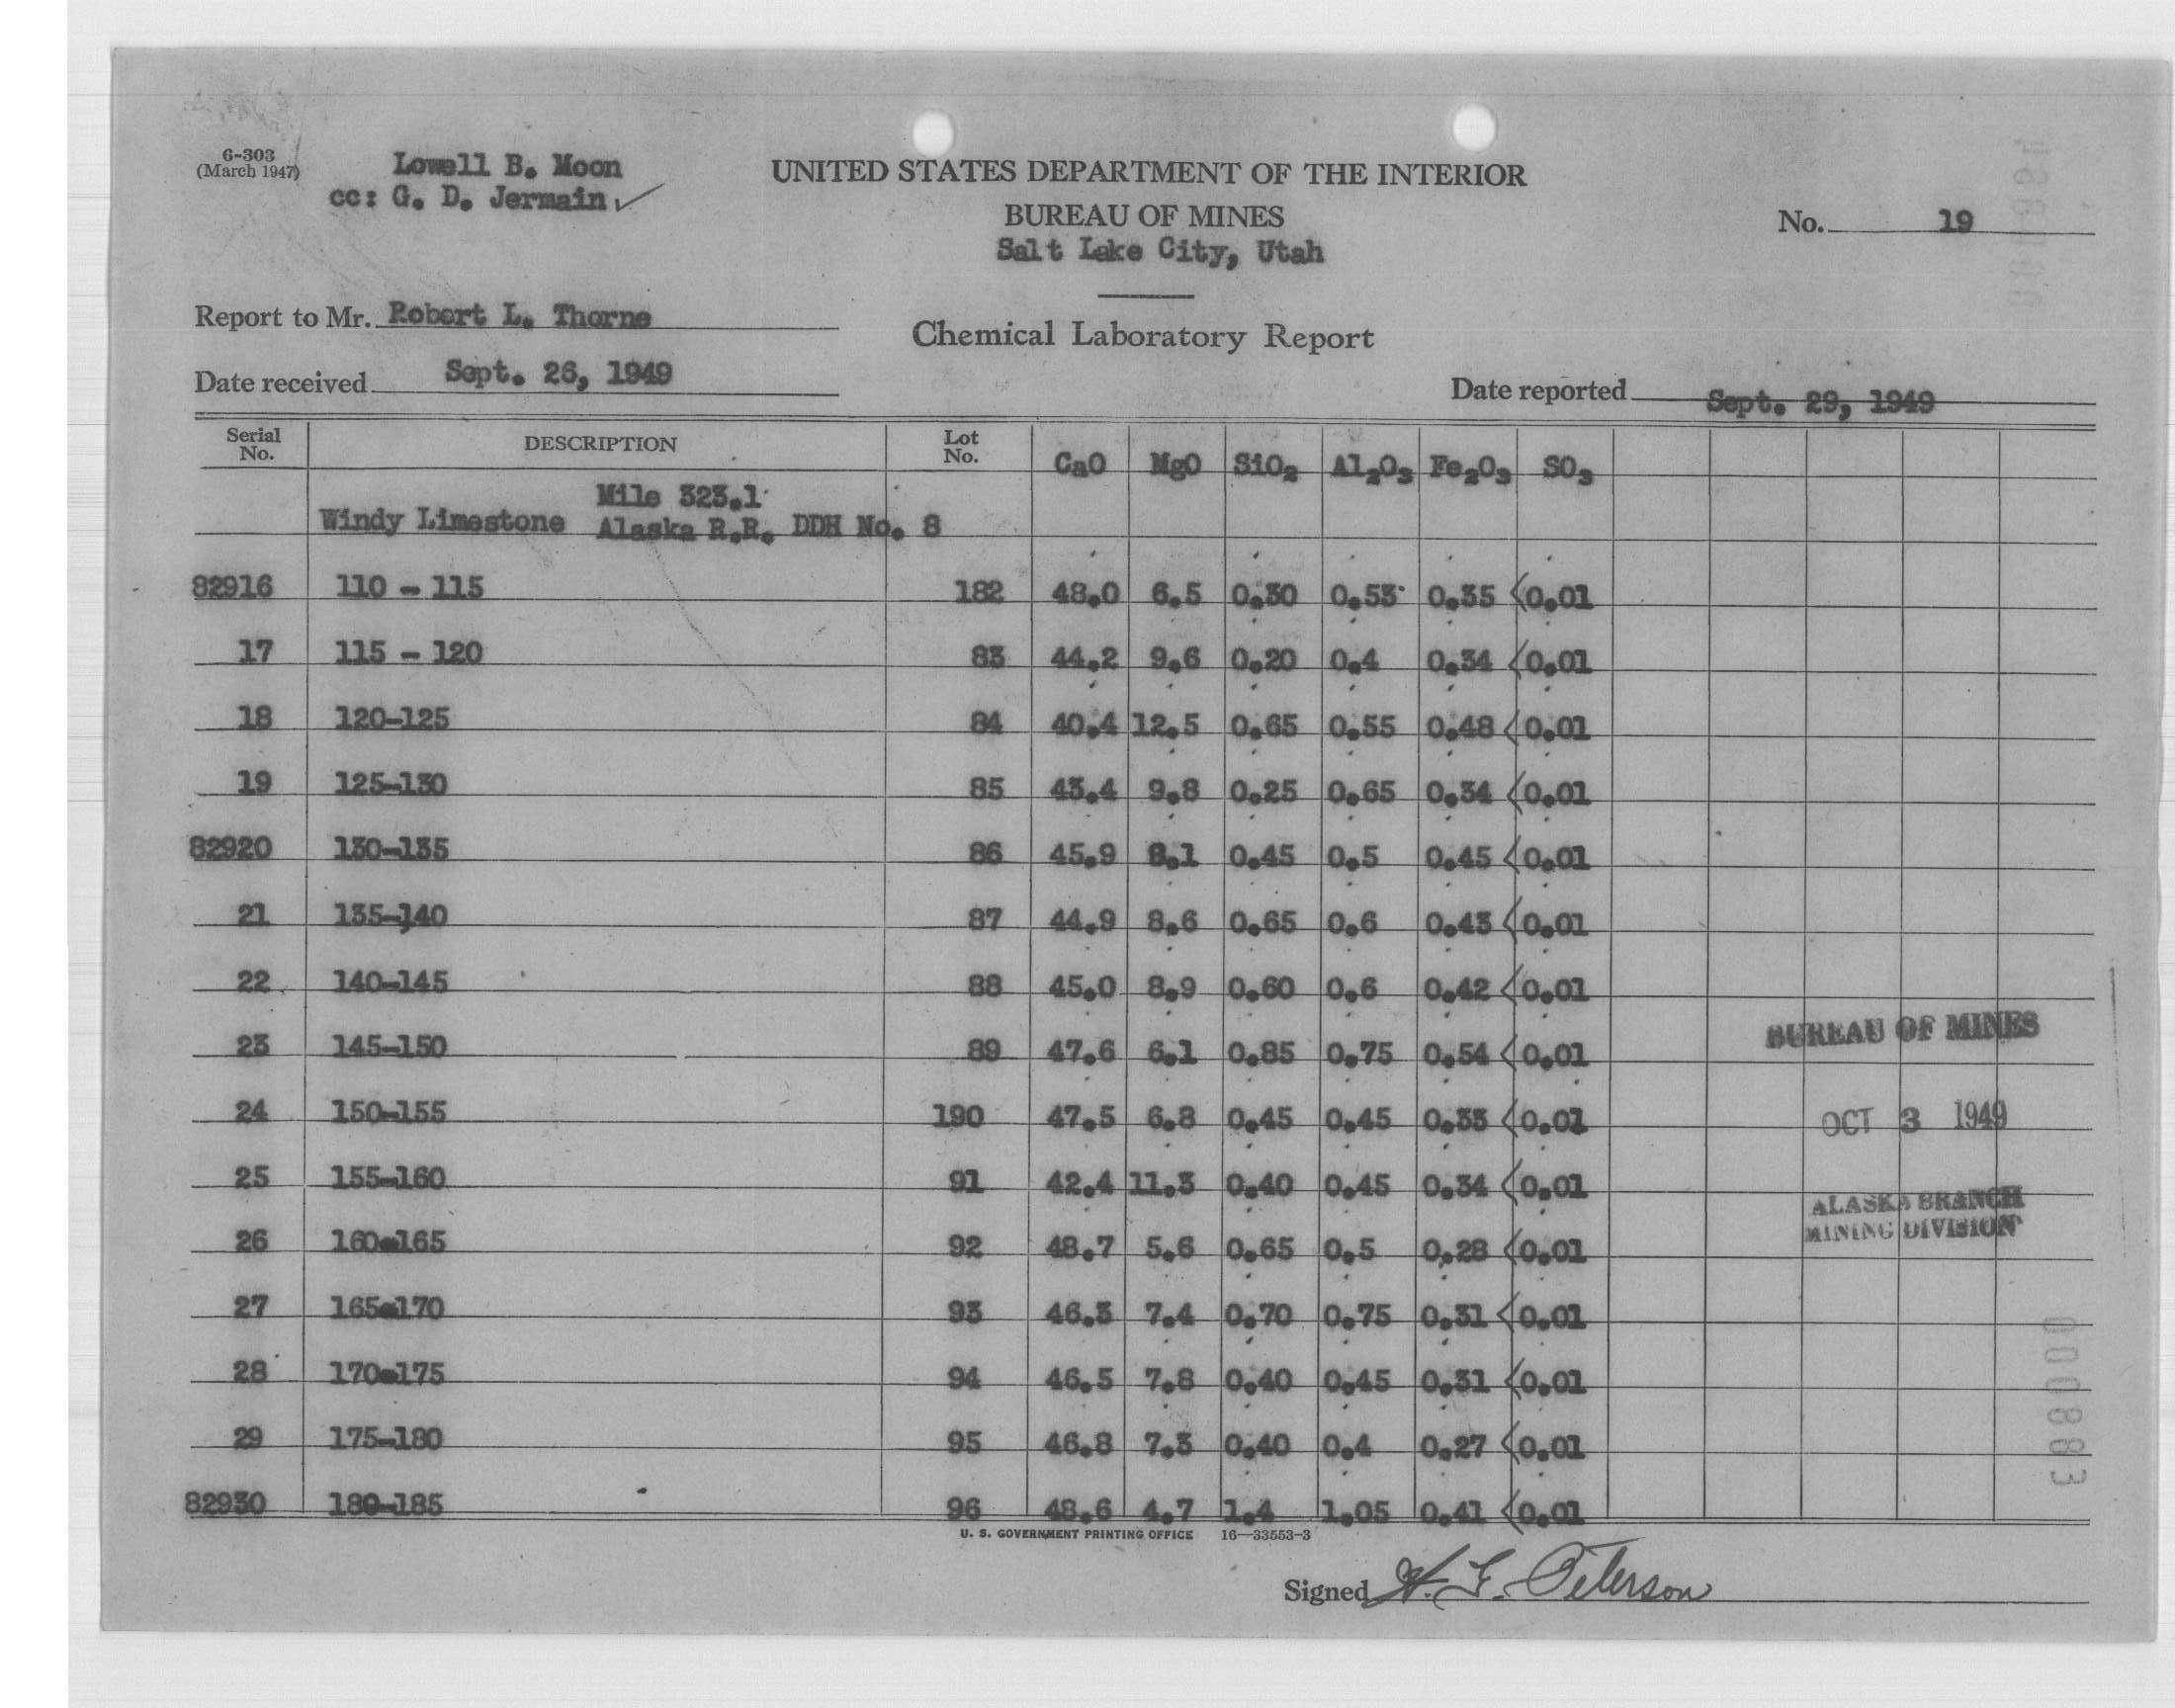 6-303
(March 1947)
Lowell B. Moon
cc: G. D. Jermain ✓
UNITED STATES DEPARTMENT OF THE INTERIOR
BUREAU OF MINES
Salt Lake City, Utah
No. 19
Report to Mr. Robert L. Thorne
Chemical Laboratory Report
Date received Sept. 26, 1949
Date reported Sept. 29, 1949
Serial No. DESCRIPTION Lot No. CaO MgO SiO2 Al2O3 Fe2O3 SO3
Mile 323.1
Windy Limestone Alaska R.R. DDH No. 8
82916 110 - 115 182 48.0 6.5 0.30 0.53 0.35 <0.01
17 115 - 120 83 44.2 9.6 0.20 0.4 0.34 <0.01
18 120-125 84 40.4 12.5 0.65 0.55 0.48 <0.01
19 125-130 85 43.4 9.8 0.25 0.65 0.34 <0.01
82920 130-135 86 45.9 8.1 0.45 0.5 0.45 <0.01
21 135-140 87 44.9 8.6 0.65 0.6 0.43 <0.01
22 140-145 88 45.0 8.9 0.60 0.6 0.42 <0.01
23 145-150 89 47.6 6.1 0.85 0.75 0.54 <0.01
24 150-155 190 47.5 6.8 0.45 0.45 0.33 <0.01
25 155-160 91 42.4 11.3 0.40 0.45 0.34 <0.01
26 160-165 92 48.7 5.6 0.65 0.5 0.28 <0.01
27 165-170 93 46.3 7.4 0.70 0.75 0.31 <0.01
28 170-175 94 46.5 7.8 0.40 0.45 0.31 <0.01
29 175-180 95 46.8 7.3 0.40 0.4 0.27 <0.01
82930 180-185 96 48.6 4.7 1.4 1.05 0.41 <0.01
BUREAU OF MINES
OCT 3 1949
ALASKA BRANCH
MINING DIVISION
000883
U. S. GOVERNMENT PRINTING OFFICE 16-33553-3
Signed H. F. Peterson